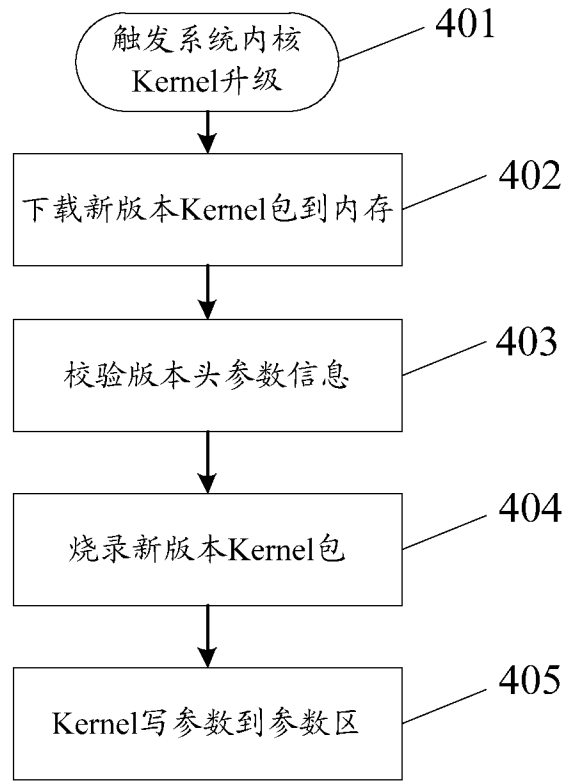 触发系统内核
Kernel升级
401
下载新版本Kernel包到内存
402
校验版本头参数信息
403
烧录新版本Kernel包
404
Kernel写参数到参数区
405